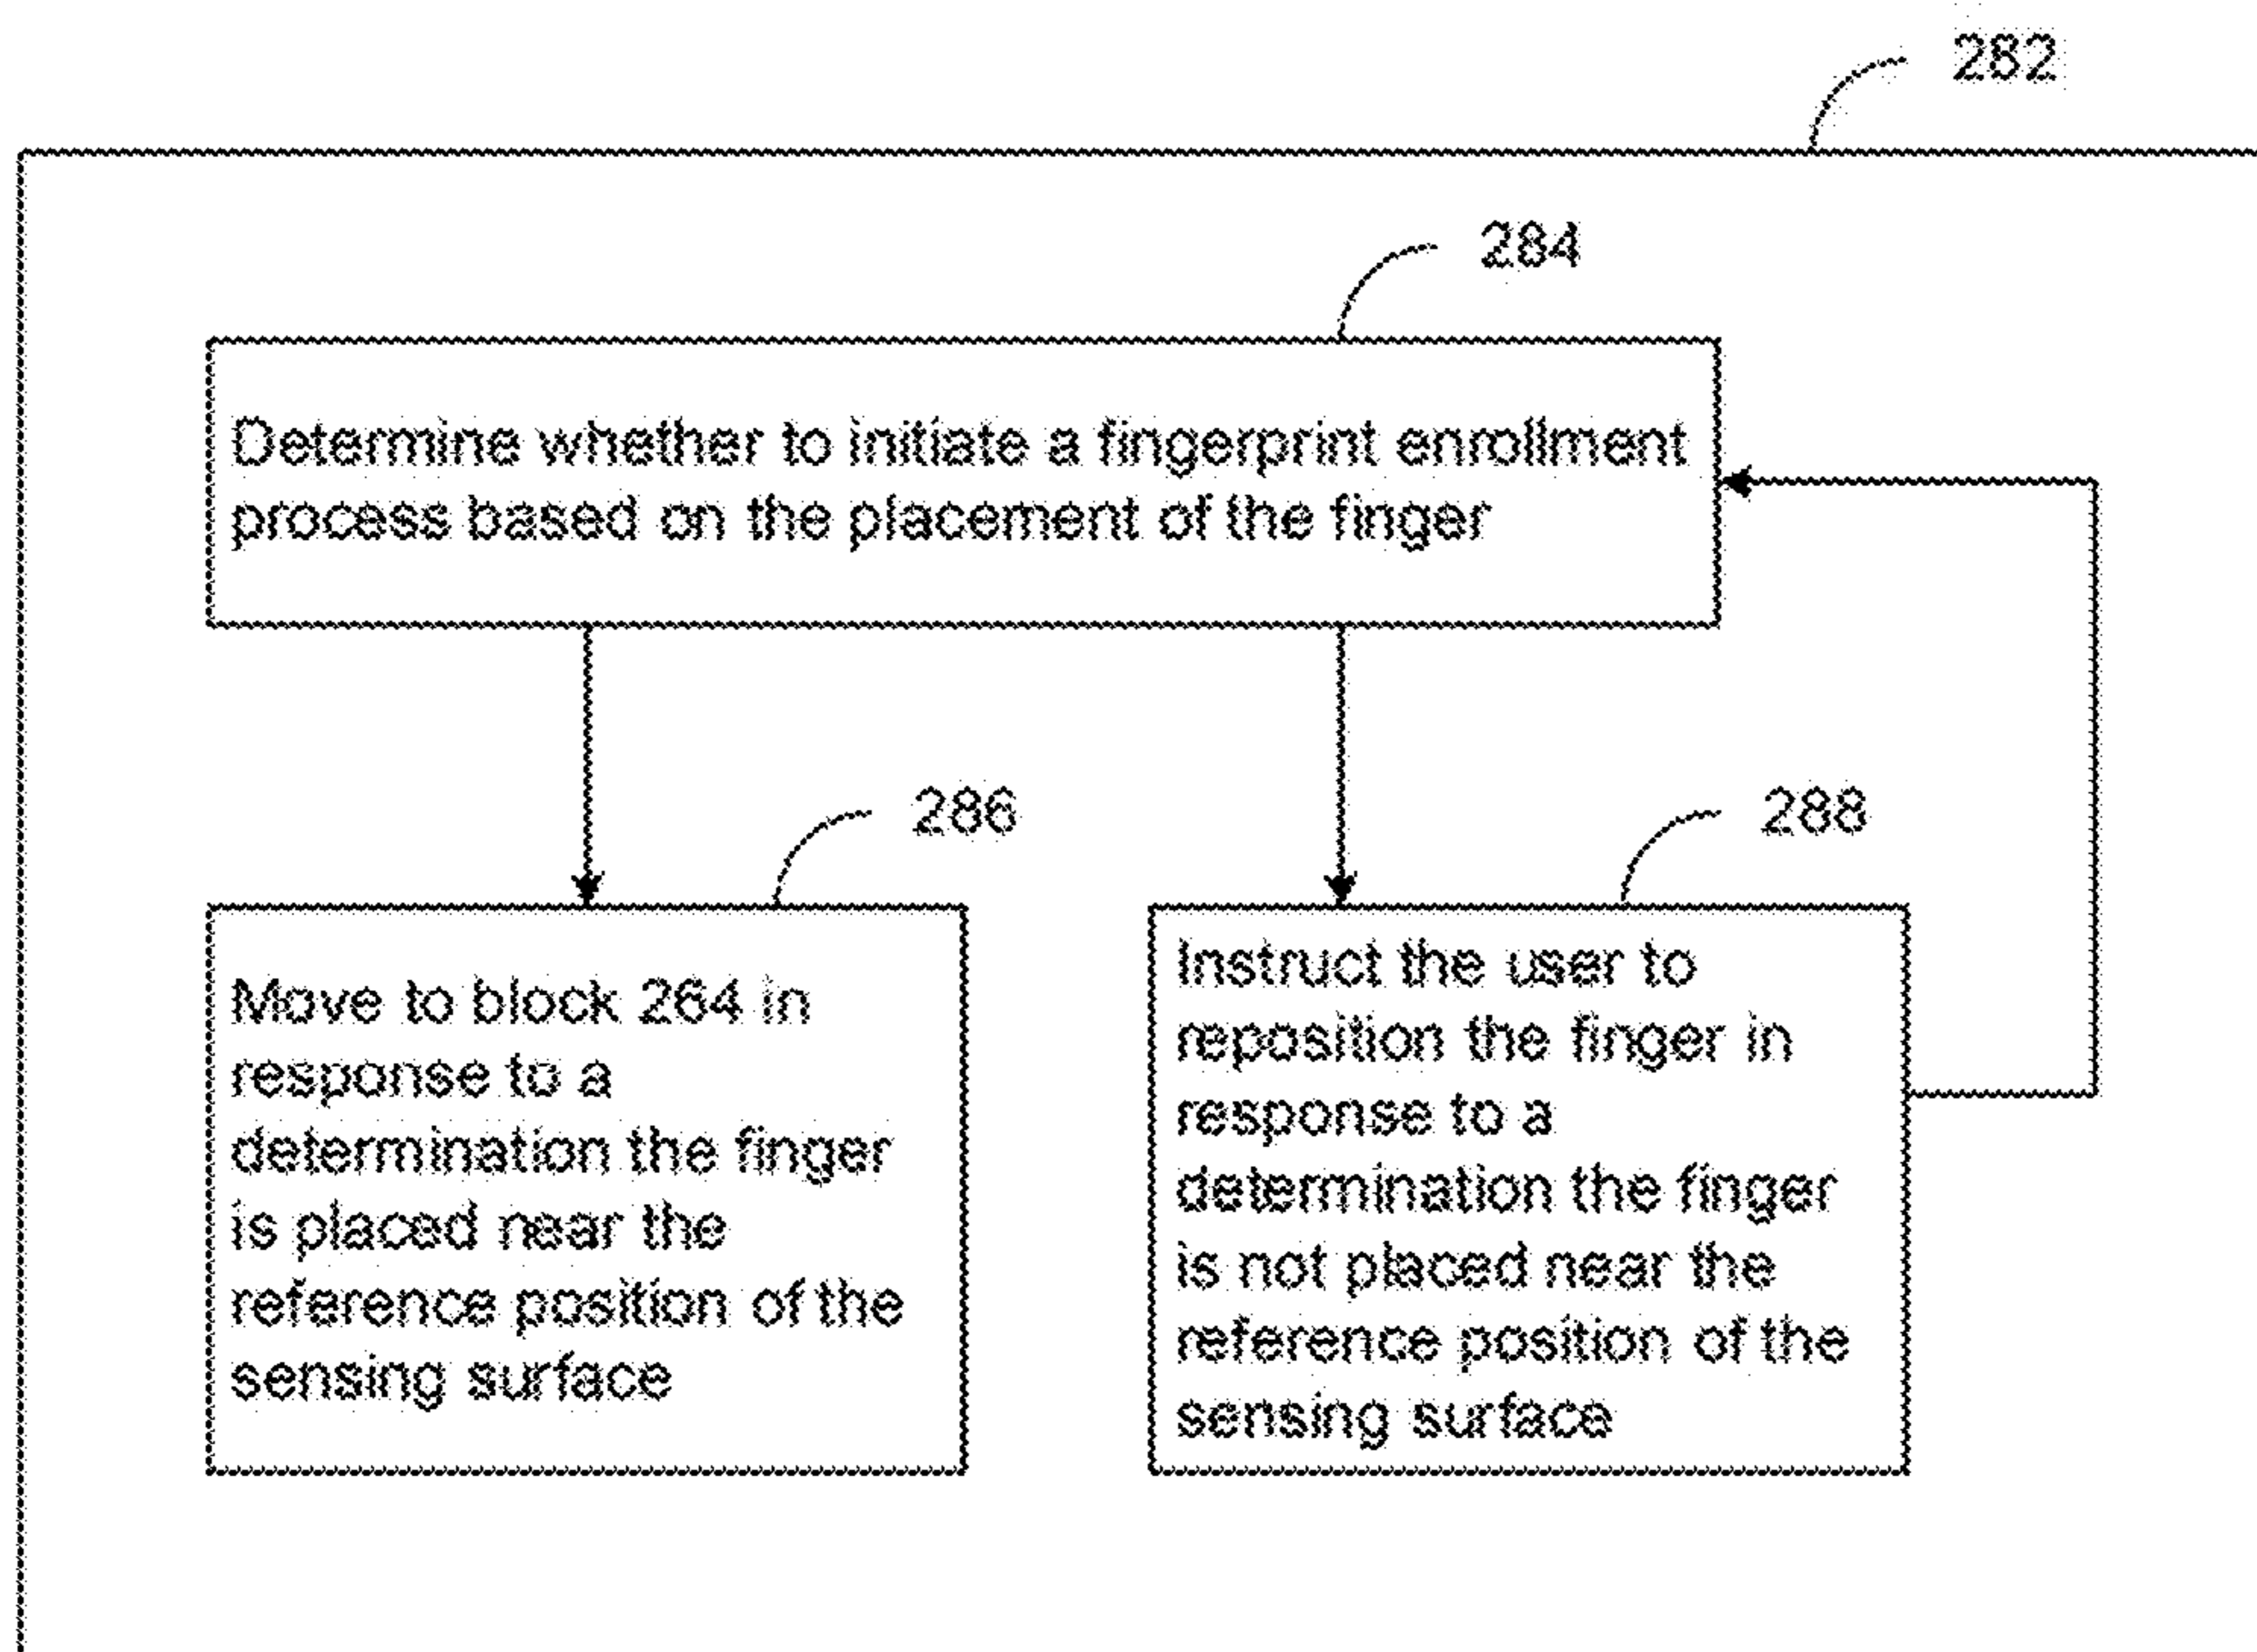 282
284
Determine whether to initiate a fingerprint enrollment
process based on the placement of the finger
286
288
Move to block 264 in
response to a
determination the finger
is placed near the
reference position of the
sensing surface
Instruct the user to
reposition the finger in
response to a
determination the finger
is not placed near the
reference position of the
sensing surface